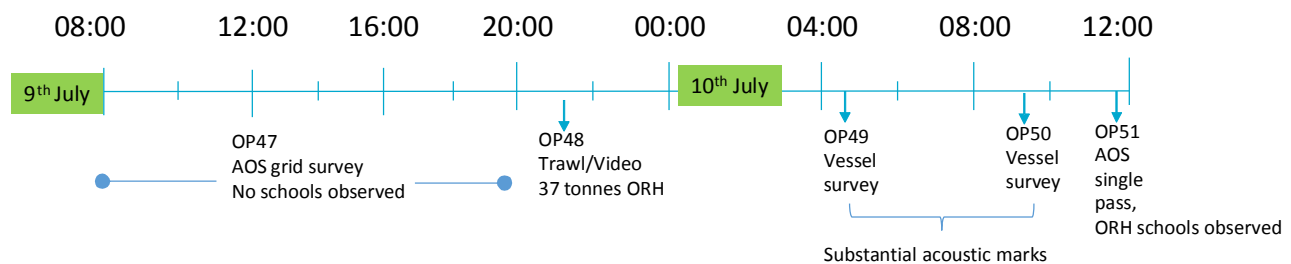 08:00 12:00 16:00 20:00 00:00 04:00 08:00 12:00
9th July
10th July
OP47
AOS grid survey
No schools observed
OP48
Trawl/Video
37 tonnes ORH
OP49
Vessel
survey
OP50
Vessel
survey
OP51
AOS
single
pass,
ORH schools observed
Substantial acoustic marks